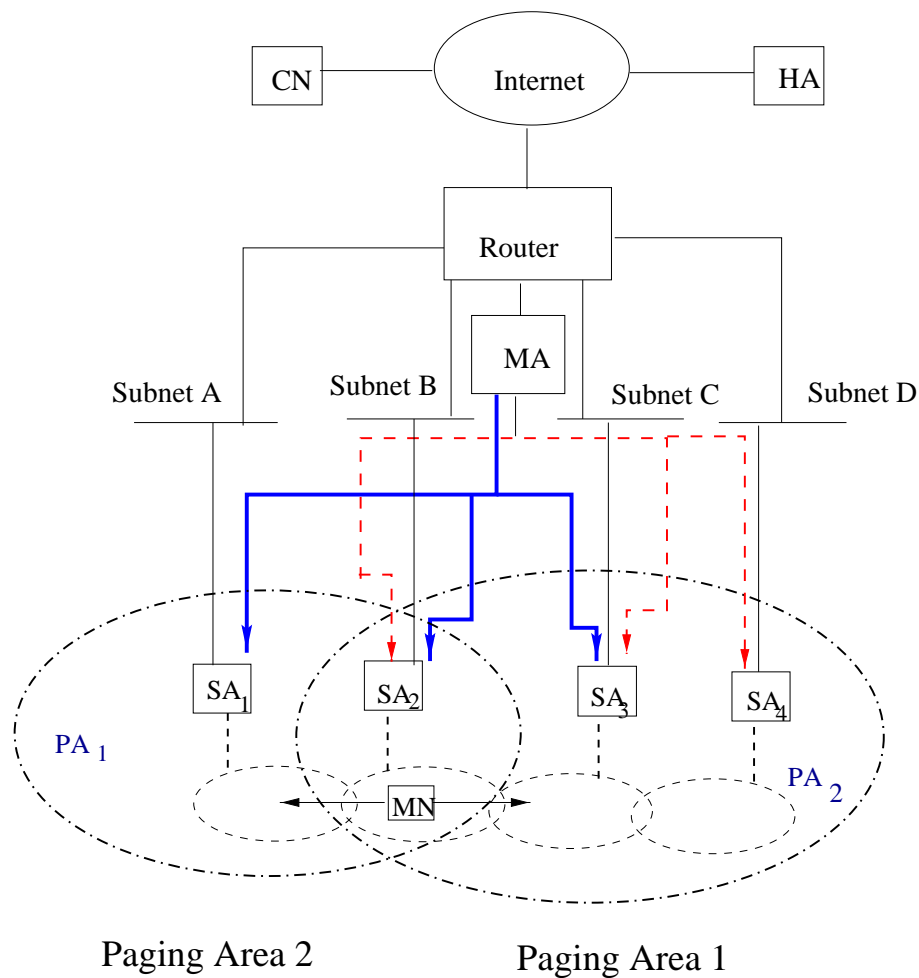 CN
Internet
HA
Router
MA
Subnet A
Subnet B
Subnet C
Subnet D
SA1
SA2
SA3
SA4
PA 1
MN
PA 2
Paging Area 2
Paging Area 1